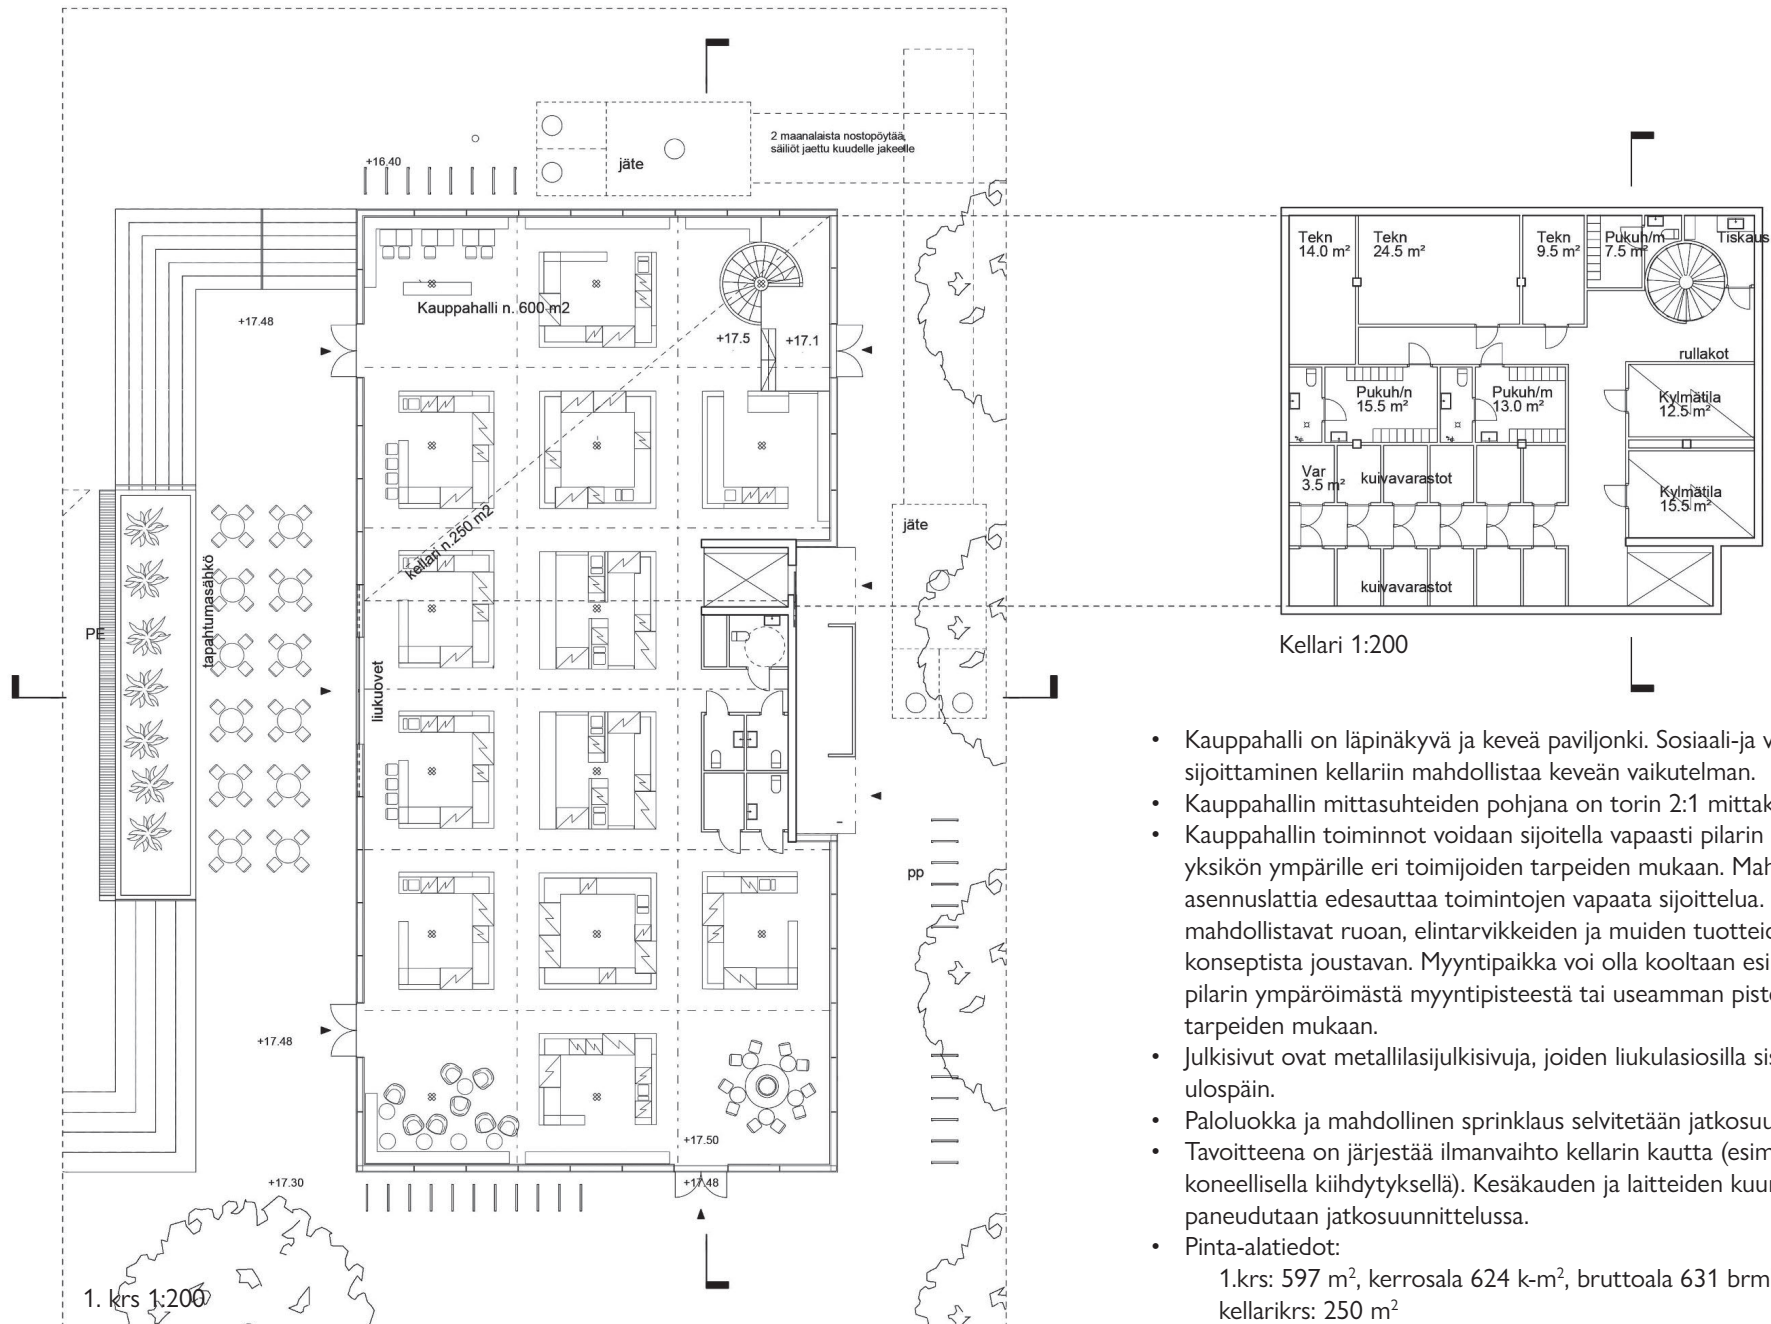 +16.40
jäte
2 maanalaista nostopöytää,
säiliöt jaettu kuudelle jakeelle
Kauppahalli n. 600 m2
+17.48
+17.5
+17.1
kellari n.250 m2
jäte
PE
tapahtumasähkö
liukuovet
pp
+17.48
+17.50
+17.30
+17.48
1. krs 1:200
Tekn
14.0 m²
Tekn
24.5 m²
Tekn
9.5 m²
Pukuh/m
7.5 m²
Tiskaus
rullakot
Pukuh/n
15.5 m²
Pukuh/m
13.0 m²
Kylmätila
12.5 m²
Var
3.5 m²
kuivavarastot
Kylmätila
15.5 m²
kuivavarastot
Kellari 1:200
• Kauppahalli on läpinäkyvä ja keveä paviljonki. Sosiaali-ja v
sijoittaminen kellariin mahdollistaa keveän vaikutelman.
• Kauppahallin mittasuhteiden pohjana on torin 2:1 mittak
• Kauppahallin toiminnot voidaan sijoitella vapaasti pilarin
yksikön ympärille eri toimijoiden tarpeiden mukaan. Mah
asennuslattia edesauttaa toimintojen vapaata sijoittelua.
mahdollistavat ruoan, elintarvikkeiden ja muiden tuotteid
konseptista joustavan. Myyntipaikka voi olla kooltaan esi
pilarin ympäröimästä myyntipisteestä tai useamman piste
tarpeiden mukaan.
• Julkisivut ovat metallilasijulkisivuja, joiden liukulasiosilla sis
ulospäin.
• Paloluokka ja mahdollinen sprinklaus selvitetään jatkosuu
• Tavoitteena on järjestää ilmanvaihto kellarin kautta (esim
koneellisella kiihdytyksellä). Kesäkauden ja laitteiden kuur
paneudutaan jatkosuunnittelussa.
• Pinta-alatiedot:
1.krs: 597 m², kerrosala 624 k-m², bruttoala 631 brm
kellarikrs: 250 m²